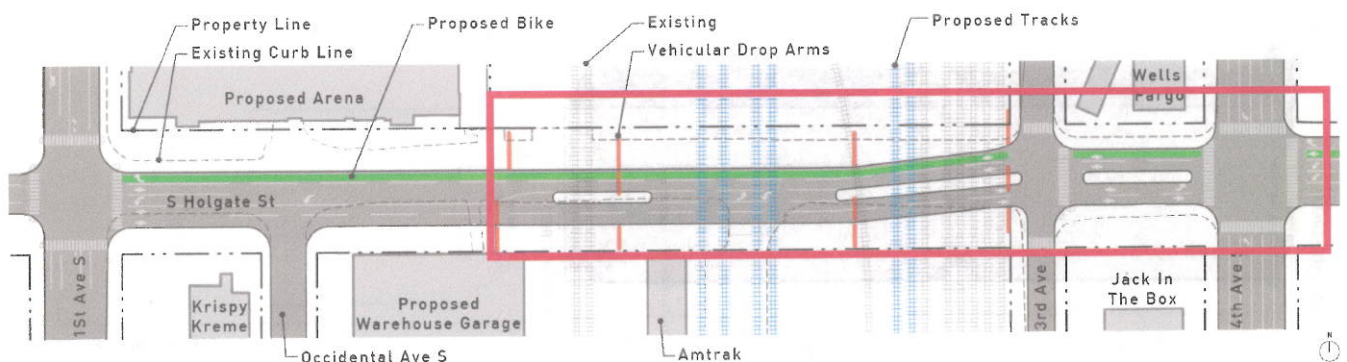 Property Line
Existing Curb Line
Proposed Bike
Existing
Vehicular Drop Arms
Proposed Tracks
Proposed Arena
Wells
Fargo
S Holgate St
1St Ave S
Krispy
Kreme
Proposed
Warehouse Garage
3rd Ave
Jack In
The Box
4th Ave S
Occidental Ave S
Amtrak
N